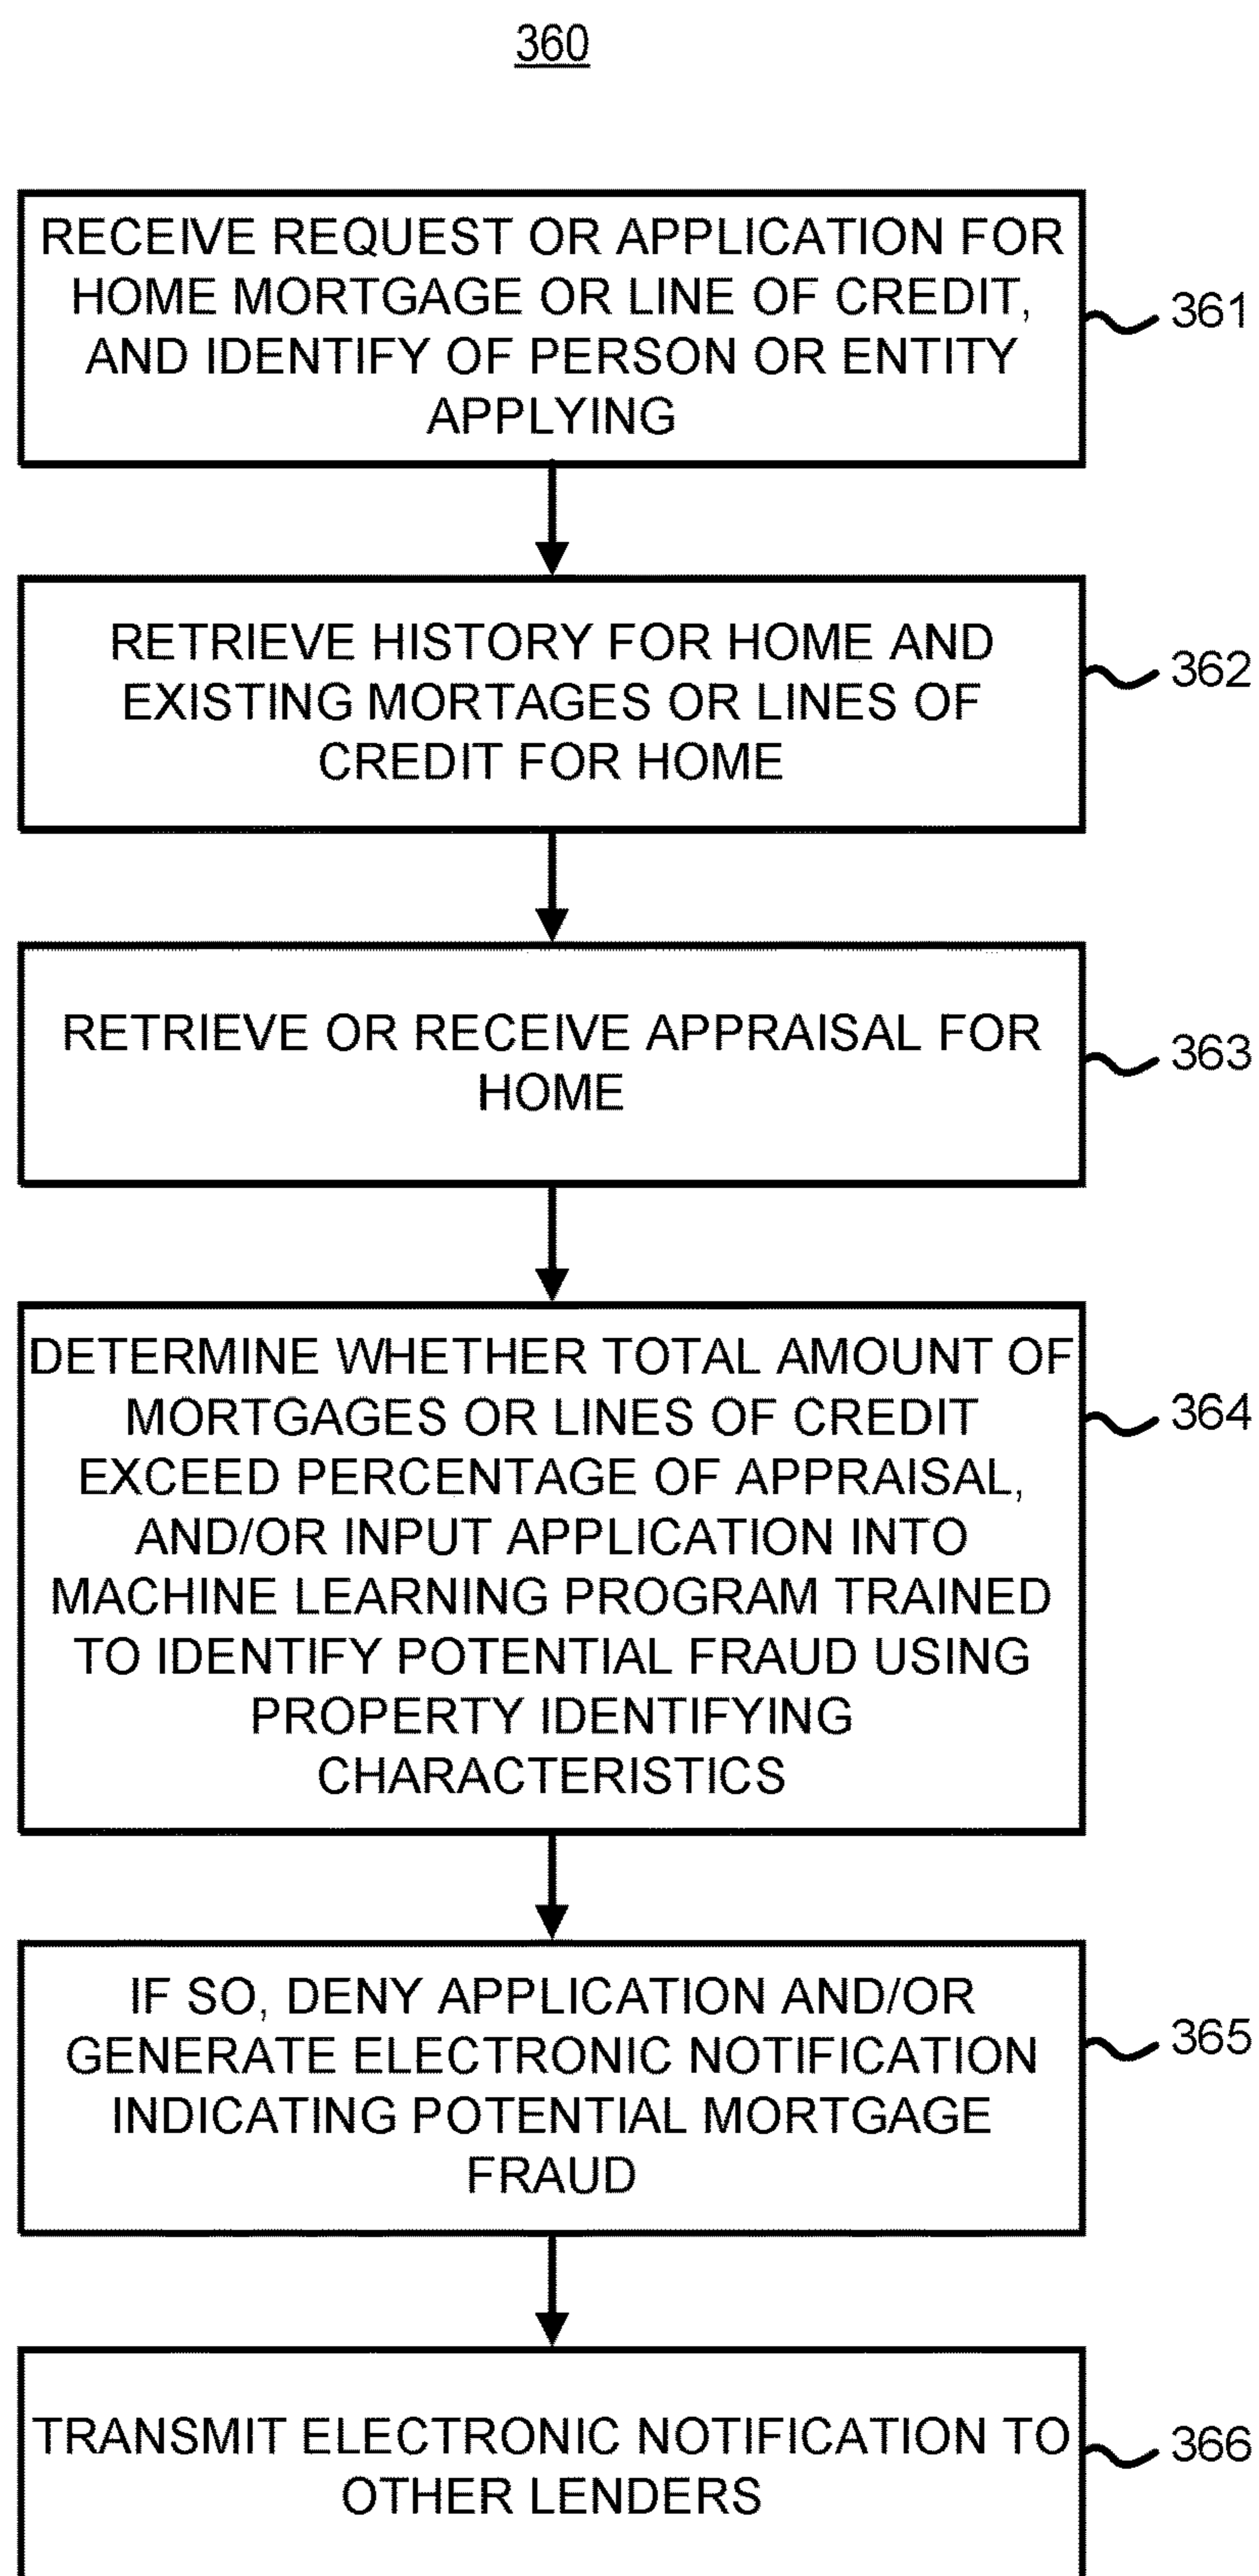 360
RECEIVE REQUEST OR APPLICATION FOR
HOME MORTGAGE OR LINE OF CREDIT,
AND IDENTIFY OF PERSON OR ENTITY
APPLYING
361
RETRIEVE HISTORY FOR HOME AND
EXISTING MORTAGES OR LINES OF
CREDIT FOR HOME
362
RETRIEVE OR RECEIVE APPRAISAL FOR
HOME
363
DETERMINE WHETHER TOTAL AMOUNT OF
MORTGAGES OR LINES OF CREDIT
EXCEED PERCENTAGE OF APPRAISAL,
AND/OR INPUT APPLICATION INTO
MACHINE LEARNING PROGRAM TRAINED
TO IDENTIFY POTENTIAL FRAUD USING
PROPERTY IDENTIFYING
CHARACTERISTICS
364
IF SO, DENY APPLICATION AND/OR
GENERATE ELECTRONIC NOTIFICATION
INDICATING POTENTIAL MORTGAGE
FRAUD
365
TRANSMIT ELECTRONIC NOTIFICATION TO
OTHER LENDERS
366